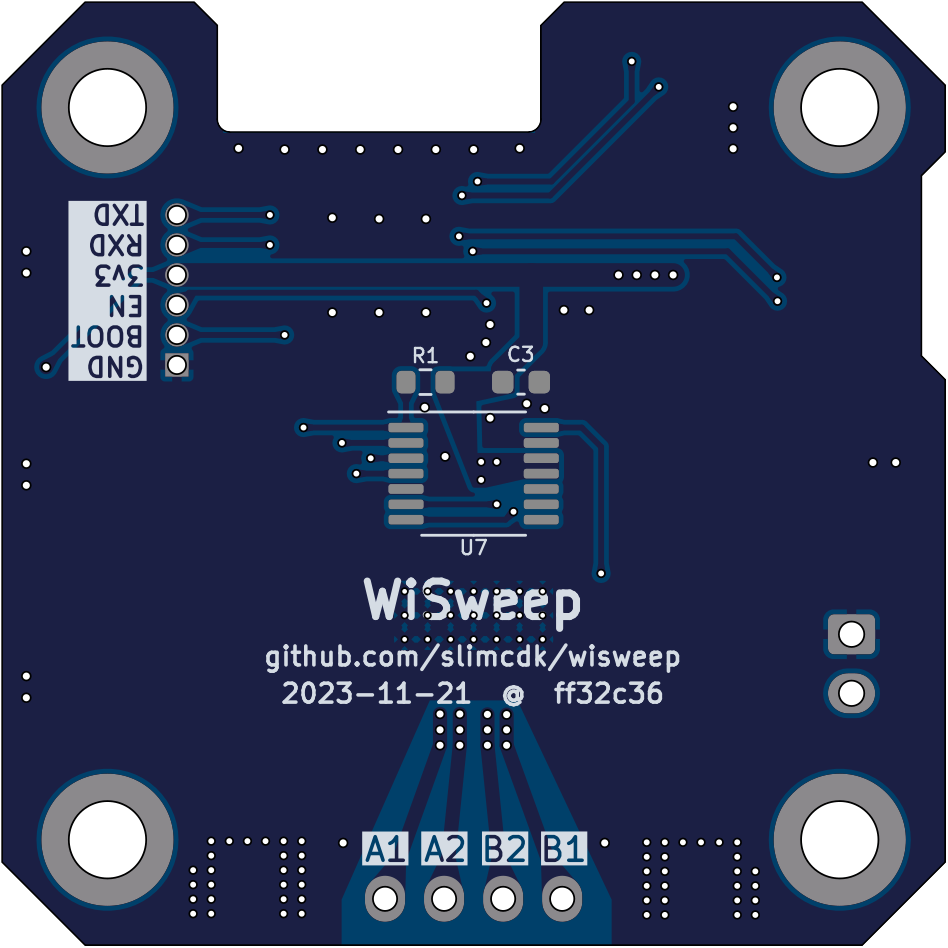 TXD
RXD
3v3
EN
BOOT
GND
R1 C3
U7
WiSweep
github.com/slimcdk/wisweep
2023-11-21 @ ff32c36
A1 A2 B2 B1